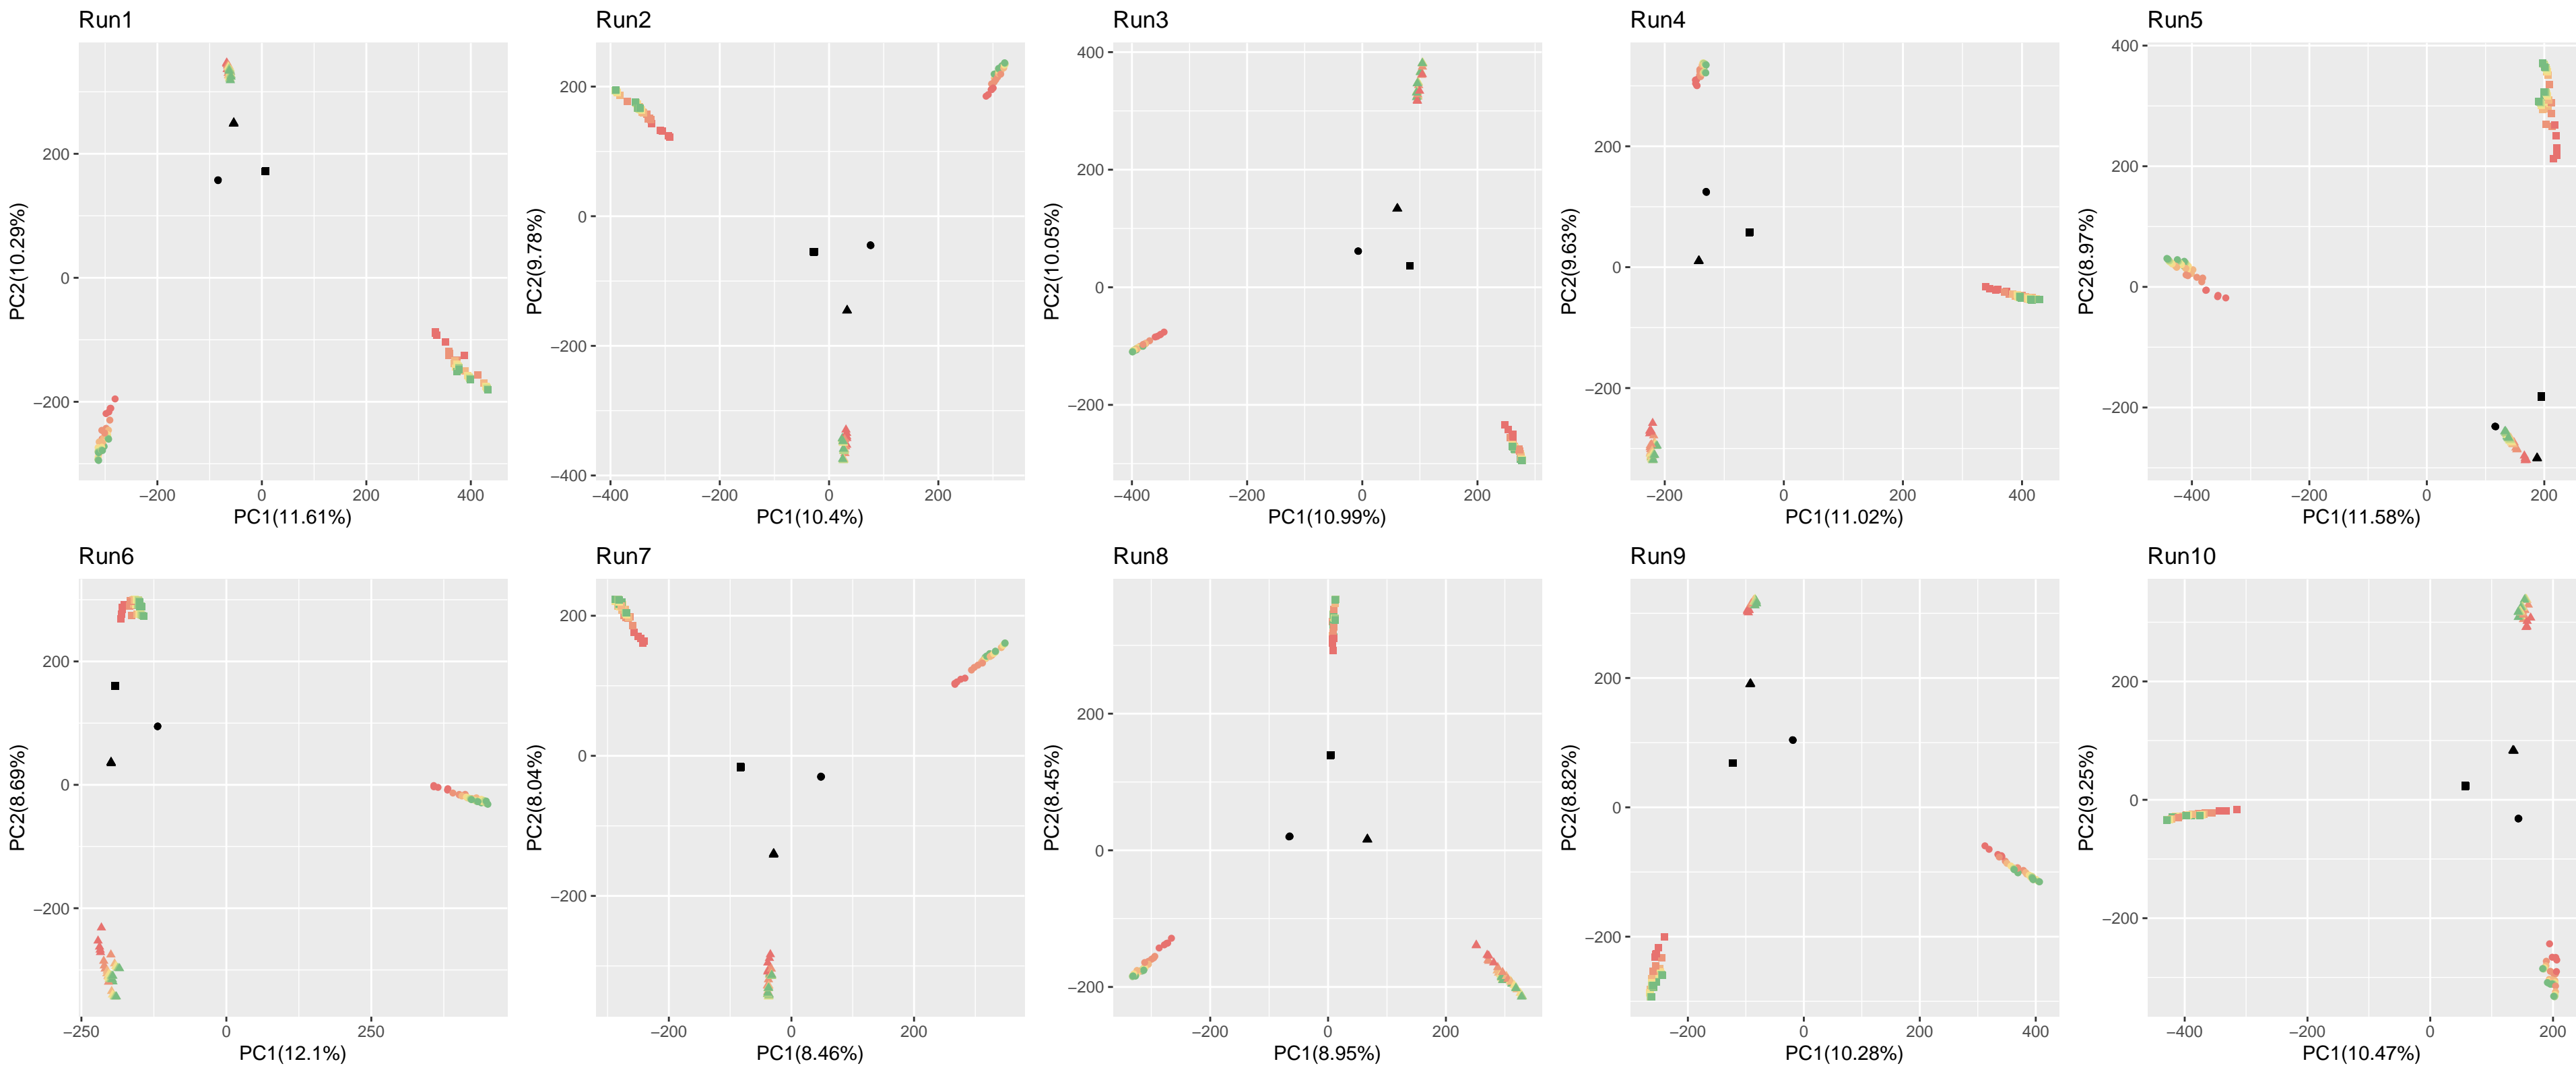 Run1
Run2
Run3
Run4
Run5
PC2(10.29%)
200
0
−200
−200
0
200
400
PC1(11.61%)
PC2(9.78%)
200
0
−200
−400
−400
−200
0
200
PC1(10.4%)
PC2(10.05%)
400
200
0
−200
−400
−200
0
200
PC1(10.99%)
PC2(9.63%)
200
0
−200
−200
0
200
400
PC1(11.02%)
PC2(8.97%)
400
200
0
−200
−400
−200
0
200
PC1(11.58%)
Run6
Run7
Run8
Run9
Run10
PC2(8.69%)
200
0
−200
−250
0
250
PC1(12.1%)
PC2(8.04%)
200
0
−200
−200
0
200
PC1(8.46%)
PC2(8.45%)
200
0
−200
−200
0
200
PC1(8.95%)
PC2(8.82%)
200
0
−200
−200
0
200
400
PC1(10.28%)
PC2(9.25%)
200
0
−200
−400
−200
0
200
PC1(10.47%)